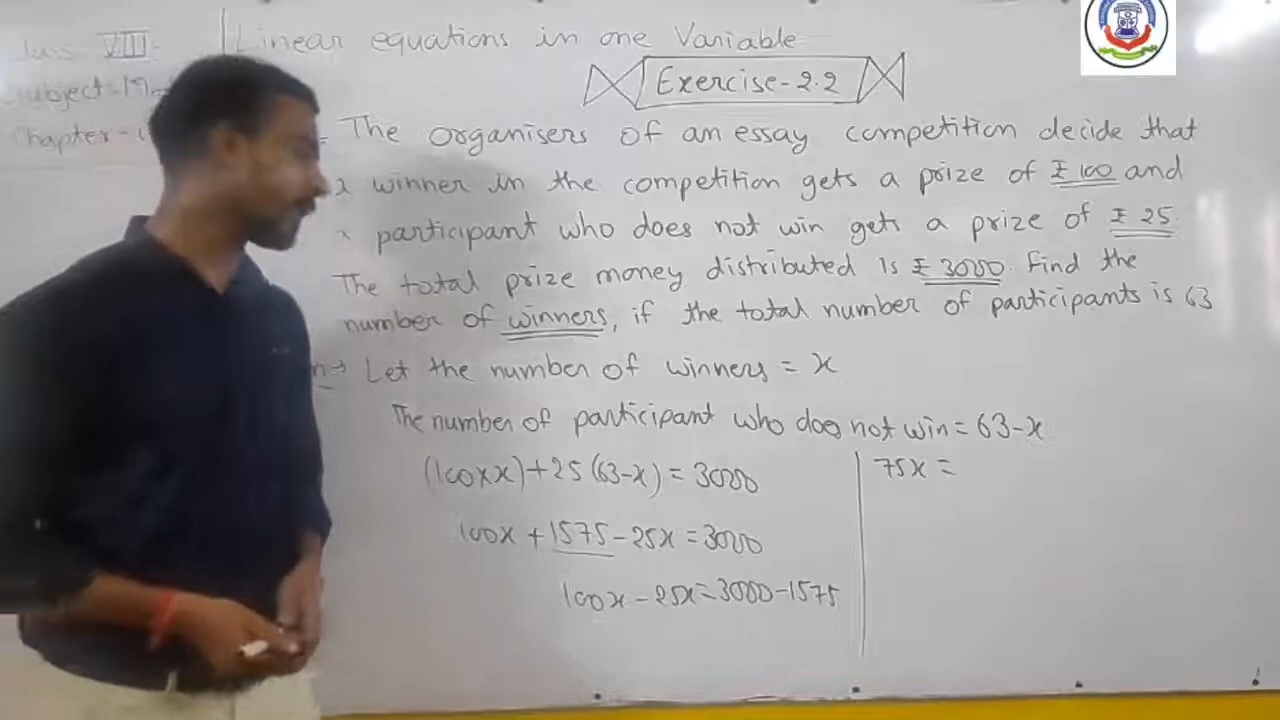 Class VIII
Linear equations in one Variable
Subject-
Exercise-2.2
Chapter-
The organisers of an essay competition decide that
winner in the competition gets a prize of ₹ 100 and
participant who does not win gets a prize of ₹ 25.
The total prize money distributed is ₹ 3000. Find the
number of winners, if the total number of participants is 63
Let the number of winners = x
The number of participant who does not win = 63-x
(100×x)+25(63-x)=3000
100x+1575-25x=3000
100x-25x=3000-1575
75x=